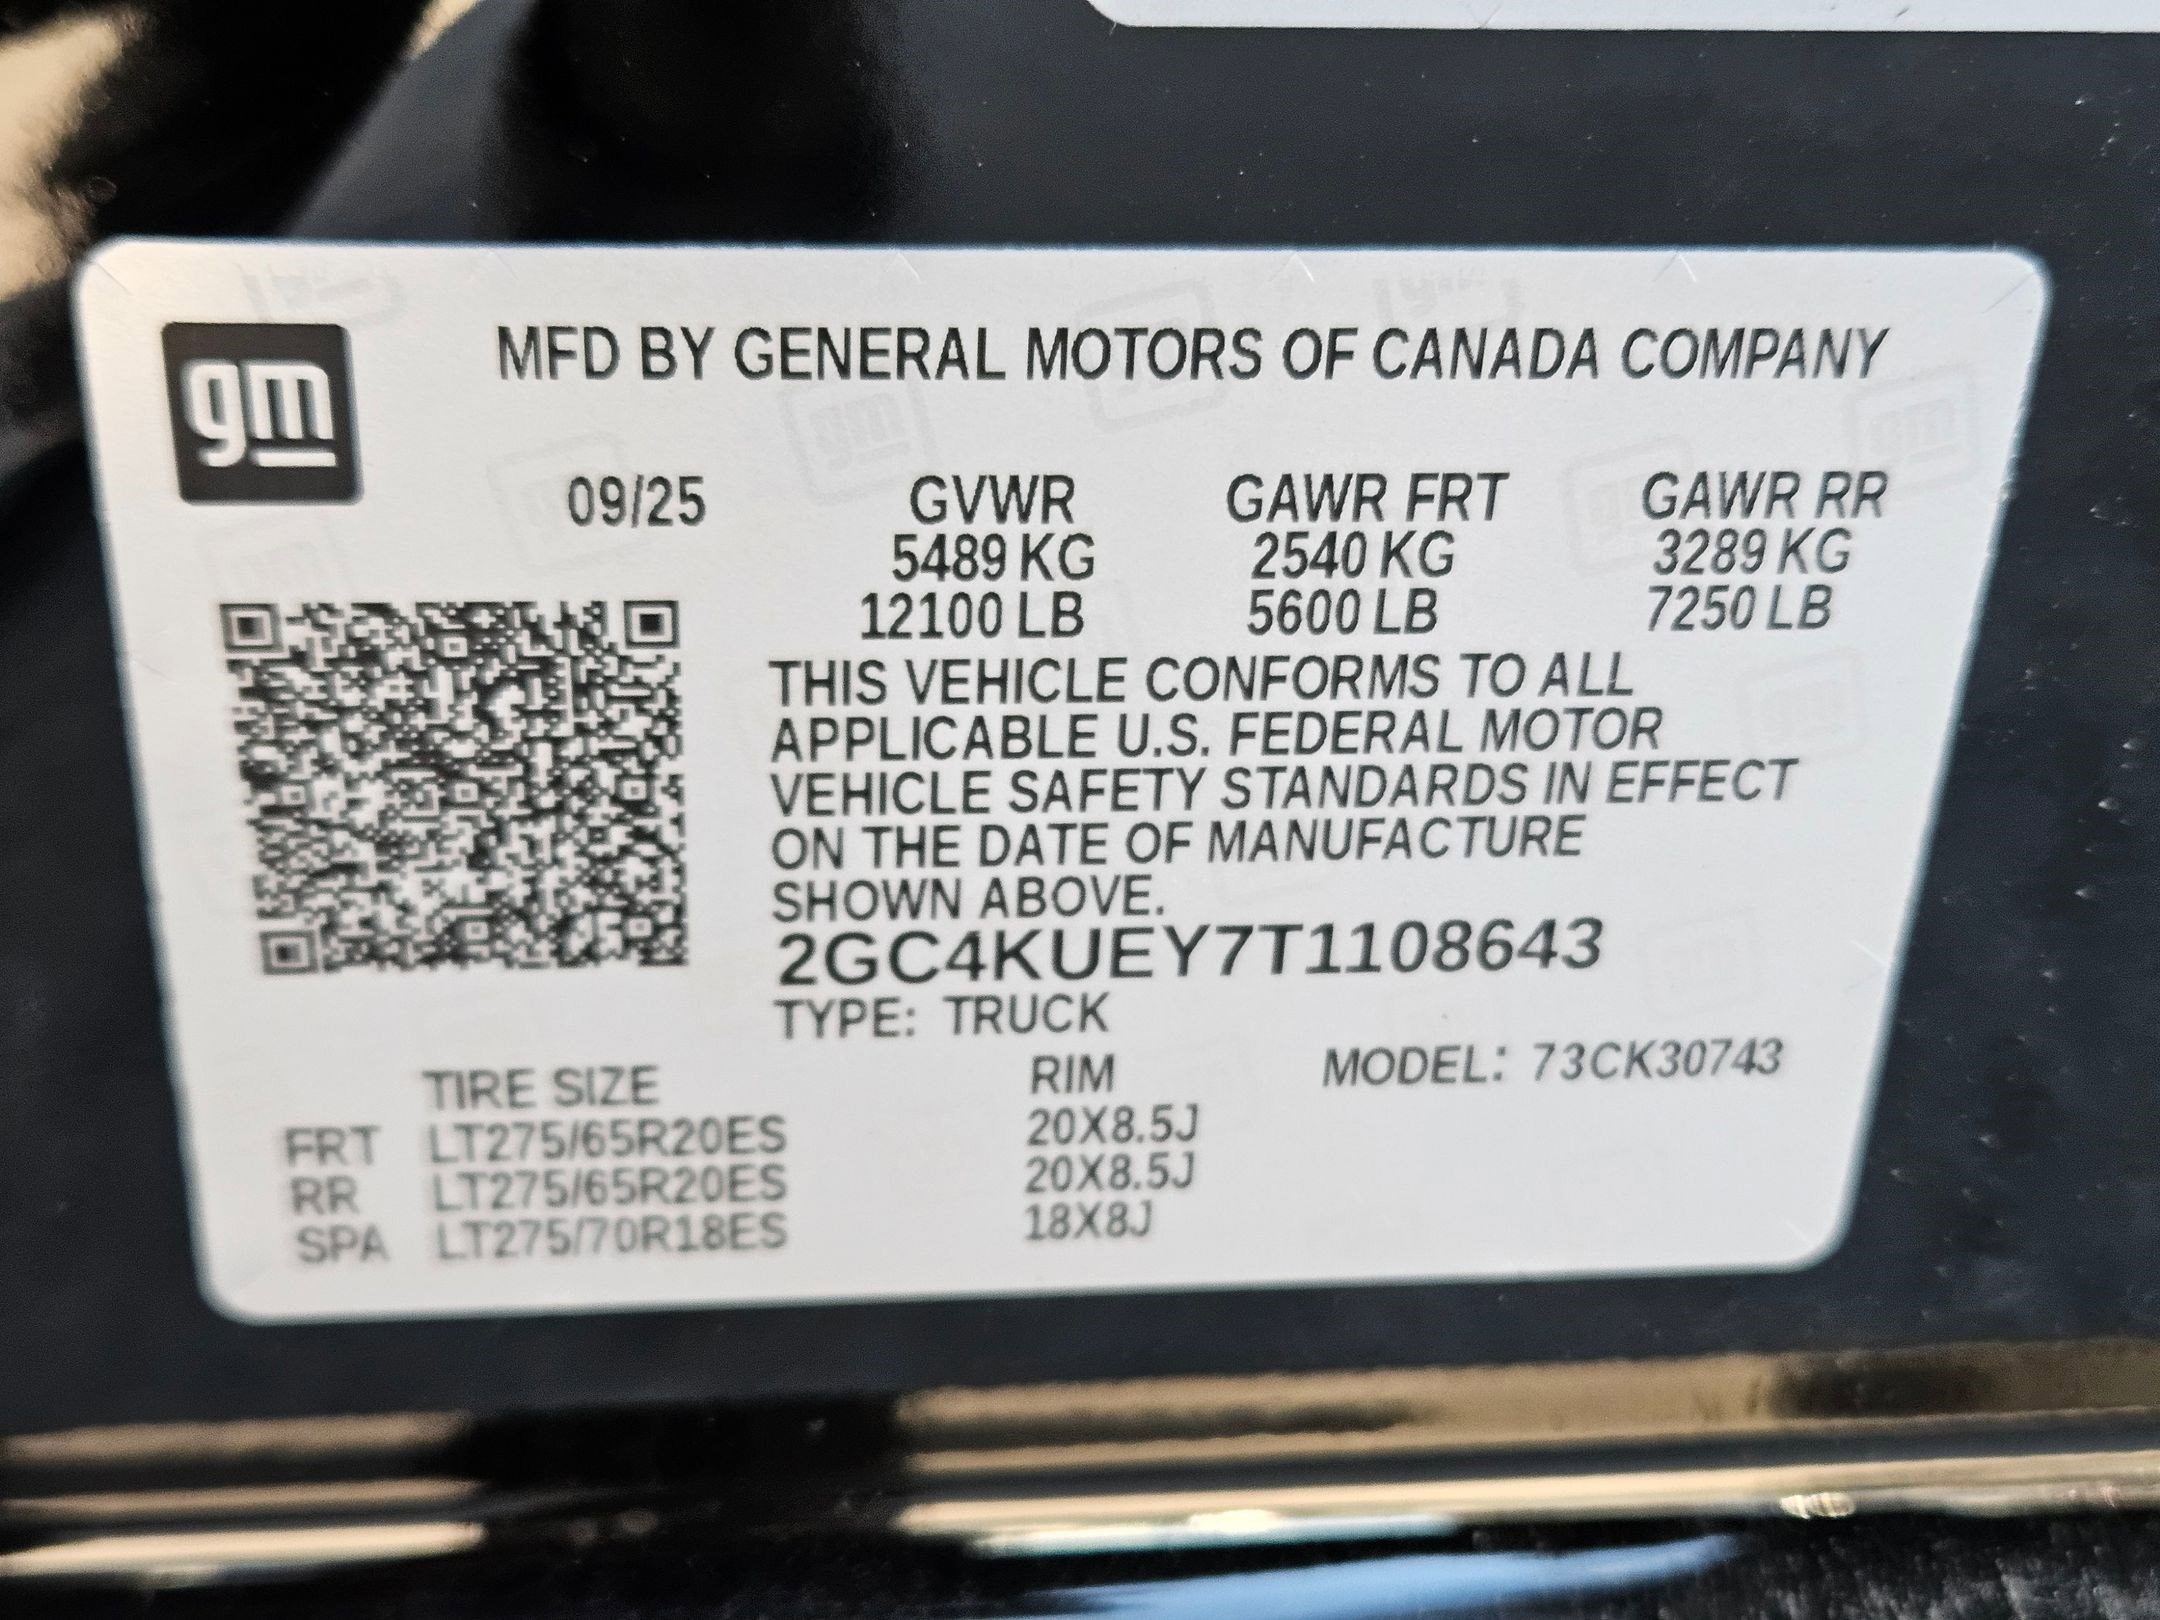 gm
MFD BY GENERAL MOTORS OF CANADA COMPANY
09/25 GVWR GAWR FRT GAWR RR
5489 KG 2540 KG 3289 KG
12100 LB 5600 LB 7250 LB
THIS VEHICLE CONFORMS TO ALL
APPLICABLE U.S. FEDERAL MOTOR
VEHICLE SAFETY STANDARDS IN EFFECT
ON THE DATE OF MANUFACTURE
SHOWN ABOVE.
2GC4KUEY7T1108643
TYPE: TRUCK
TIRE SIZE RIM MODEL: 73CK30743
FRT LT275/65R20ES 20X8.5J
RR LT275/65R20ES 20X8.5J
SPA LT275/70R18ES 18X8J